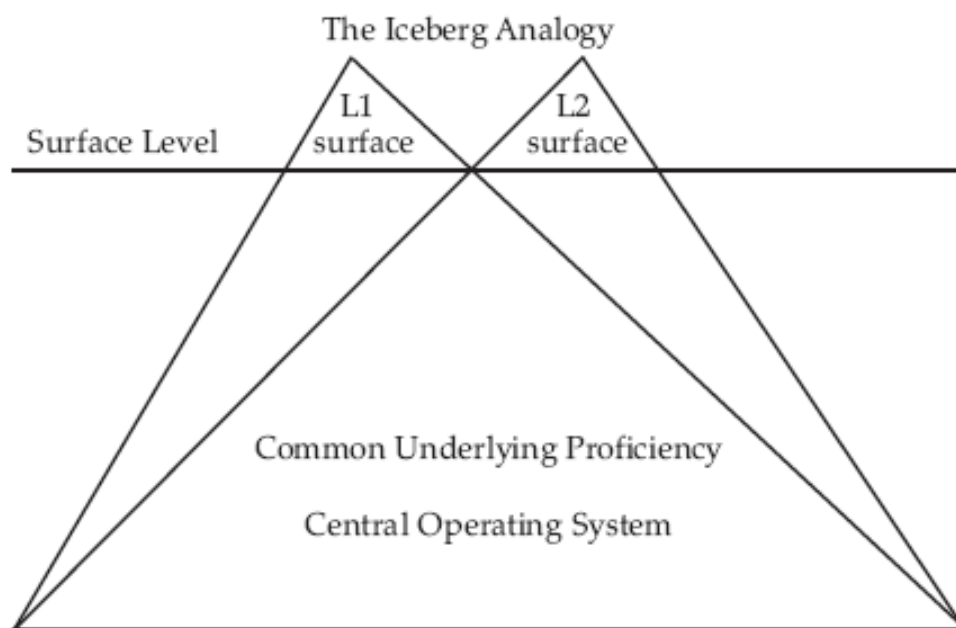 The Iceberg Analogy
L1
surface
L2
surface
Surface Level
Common Underlying Proficiency
Central Operating System